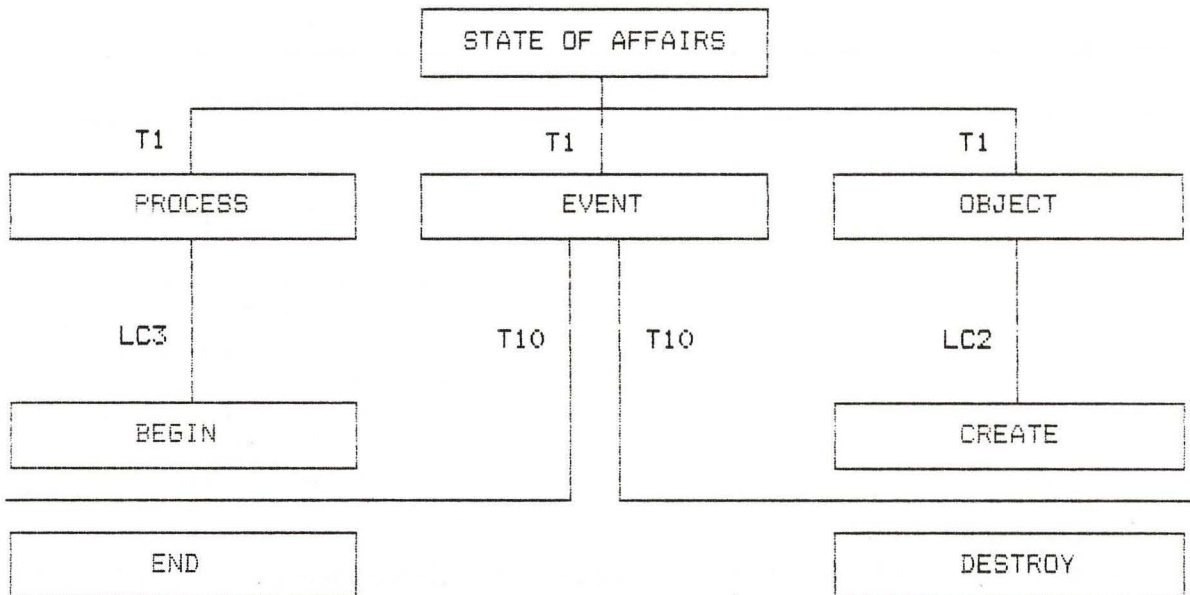 STATE OF AFFAIRS
T1 T1 T1
PROCESS EVENT OBJECT
LC3 T10 T10 LC2
BEGIN CREATE
END DESTROY